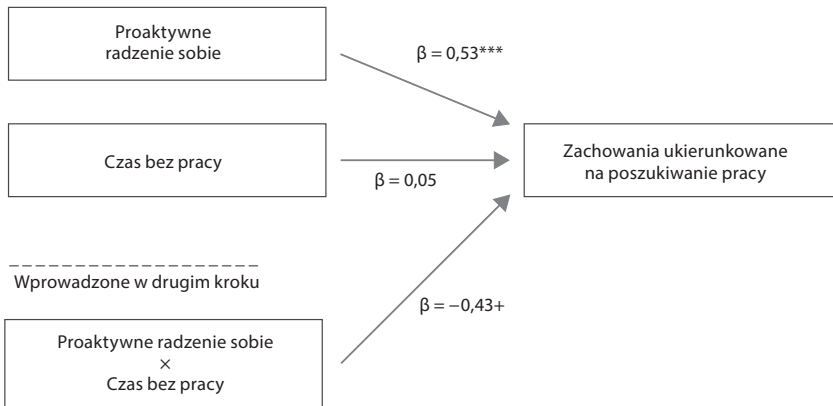 Proaktywne
radzenie sobie
β = 0,53***
Czas bez pracy
β = 0,05
Zachowania ukierunkowane
na poszukiwanie pracy
Wprowadzone w drugim kroku
β = −0,43+
Proaktywne radzenie sobie
×
Czas bez pracy